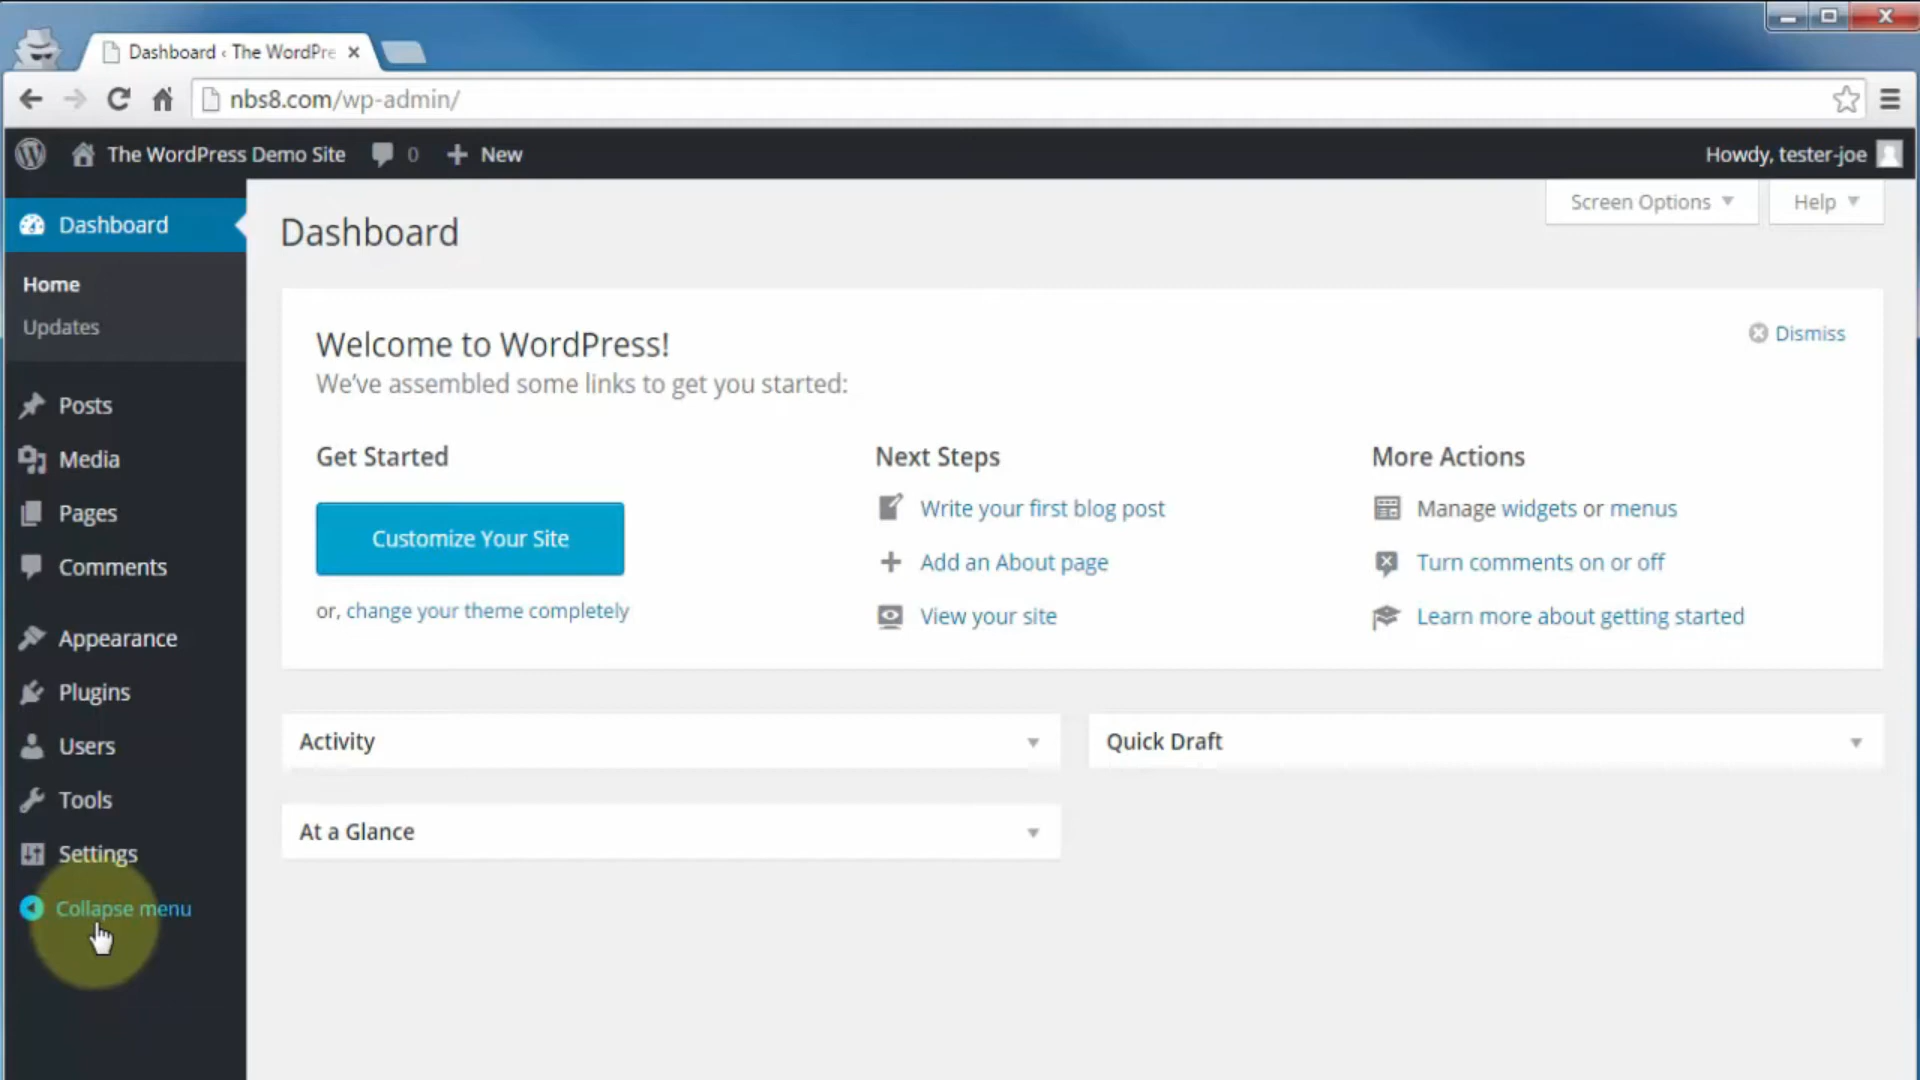 Dashboard ‹ The WordPre
nbs8.com/wp-admin/
The WordPress Demo Site 0 New
Howdy, tester-joe
Dashboard
Home
Updates
Posts
Media
Pages
Comments
Appearance
Plugins
Users
Tools
Settings
Collapse menu
Screen Options
Help
Dashboard
Welcome to WordPress!
We've assembled some links to get you started:
Dismiss
Get Started
Customize Your Site
or, change your theme completely
Next Steps
Write your first blog post
Add an About page
View your site
More Actions
Manage widgets or menus
Turn comments on or off
Learn more about getting started
Activity
Quick Draft
At a Glance